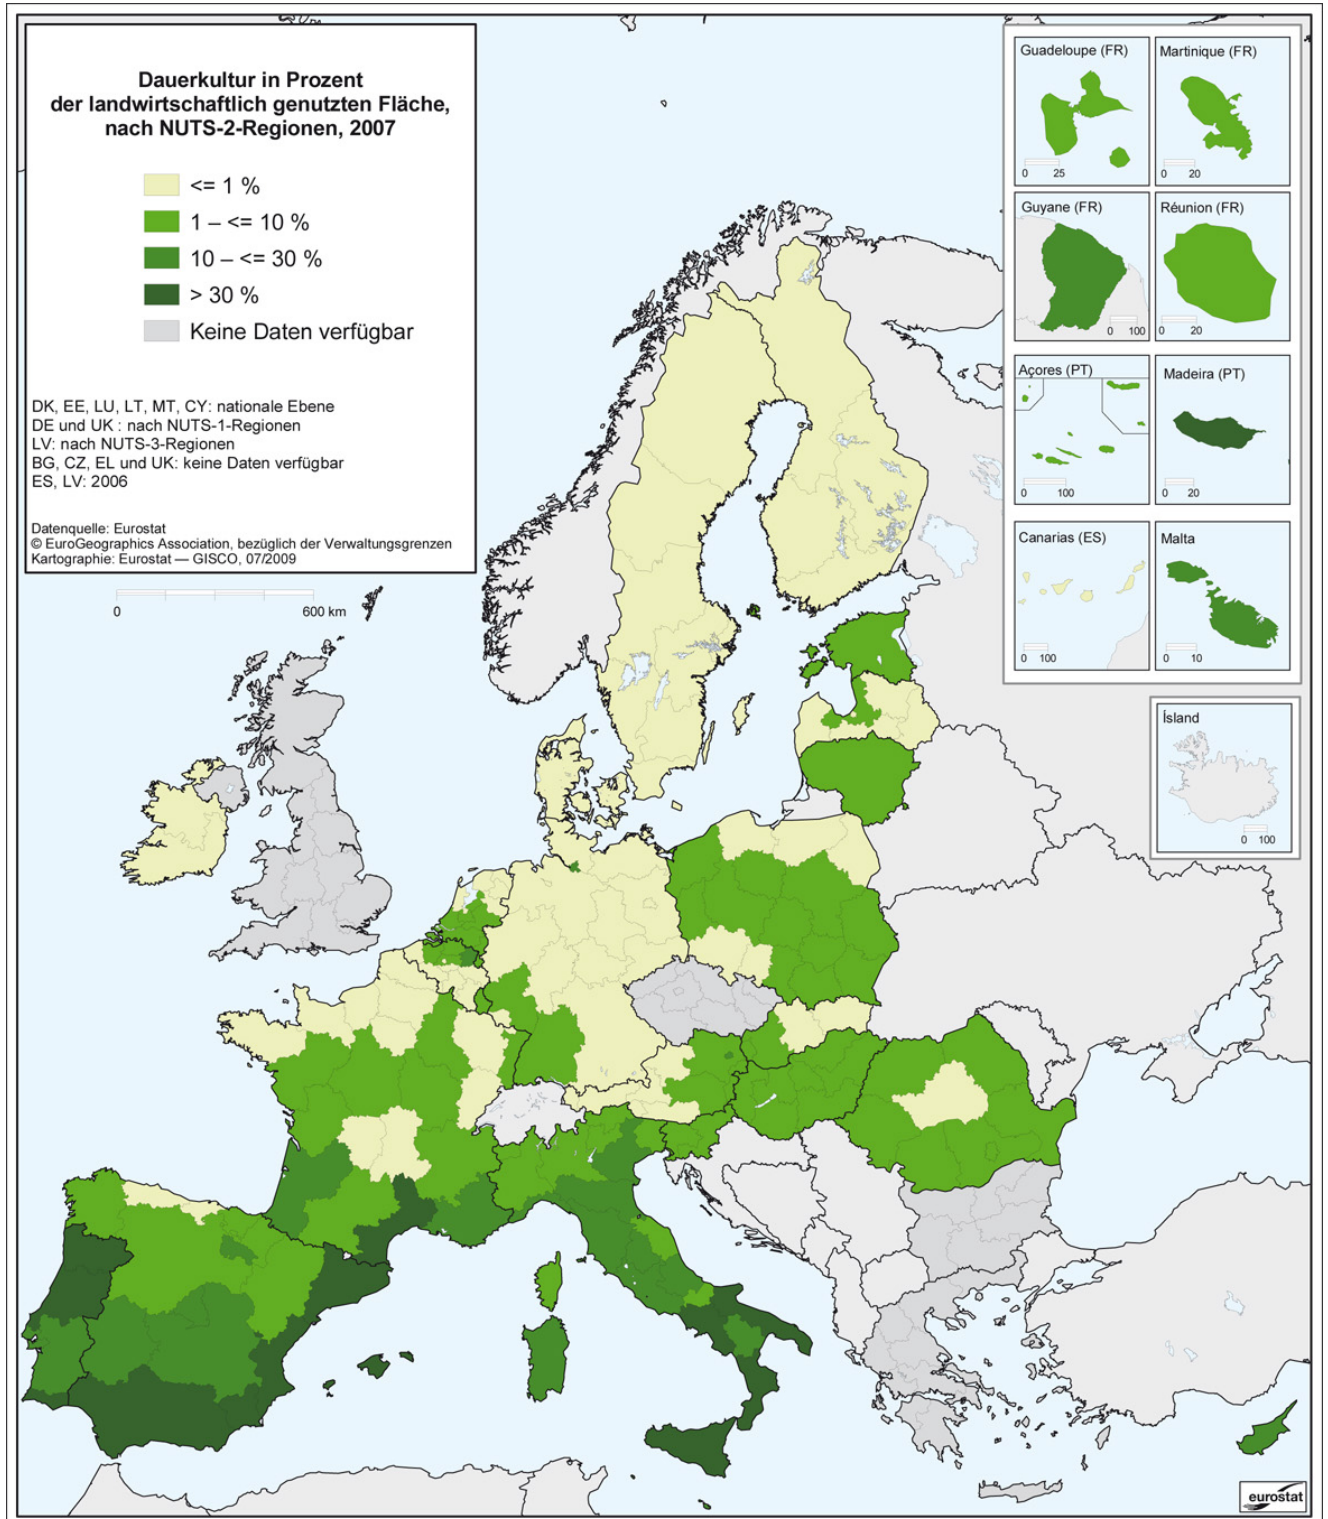 Dauerkultur in Prozent
der landwirtschaftlich genutzten Fläche,
nach NUTS-2-Regionen, 2007
<= 1 %
1 – <= 10 %
10 – <= 30 %
> 30 %
Keine Daten verfügbar
DK, EE, LU, LT, MT, CY: nationale Ebene
DE und UK : nach NUTS-1-Regionen
LV: nach NUTS-3-Regionen
BG, CZ, EL und UK: keine Daten verfügbar
ES, LV: 2006
Datenquelle: Eurostat
© EuroGeographics Association, bezüglich der Verwaltungsgrenzen
Kartographie: Eurostat — GISCO, 07/2009
0 600 km
Guadeloupe (FR)
0 25
Martinique (FR)
0 20
Guyane (FR)
0 100
Réunion (FR)
0 20
Açores (PT)
0 100
Madeira (PT)
0 20
Canarias (ES)
0 100
Malta
0 10
Ísland
0 100
eurostat